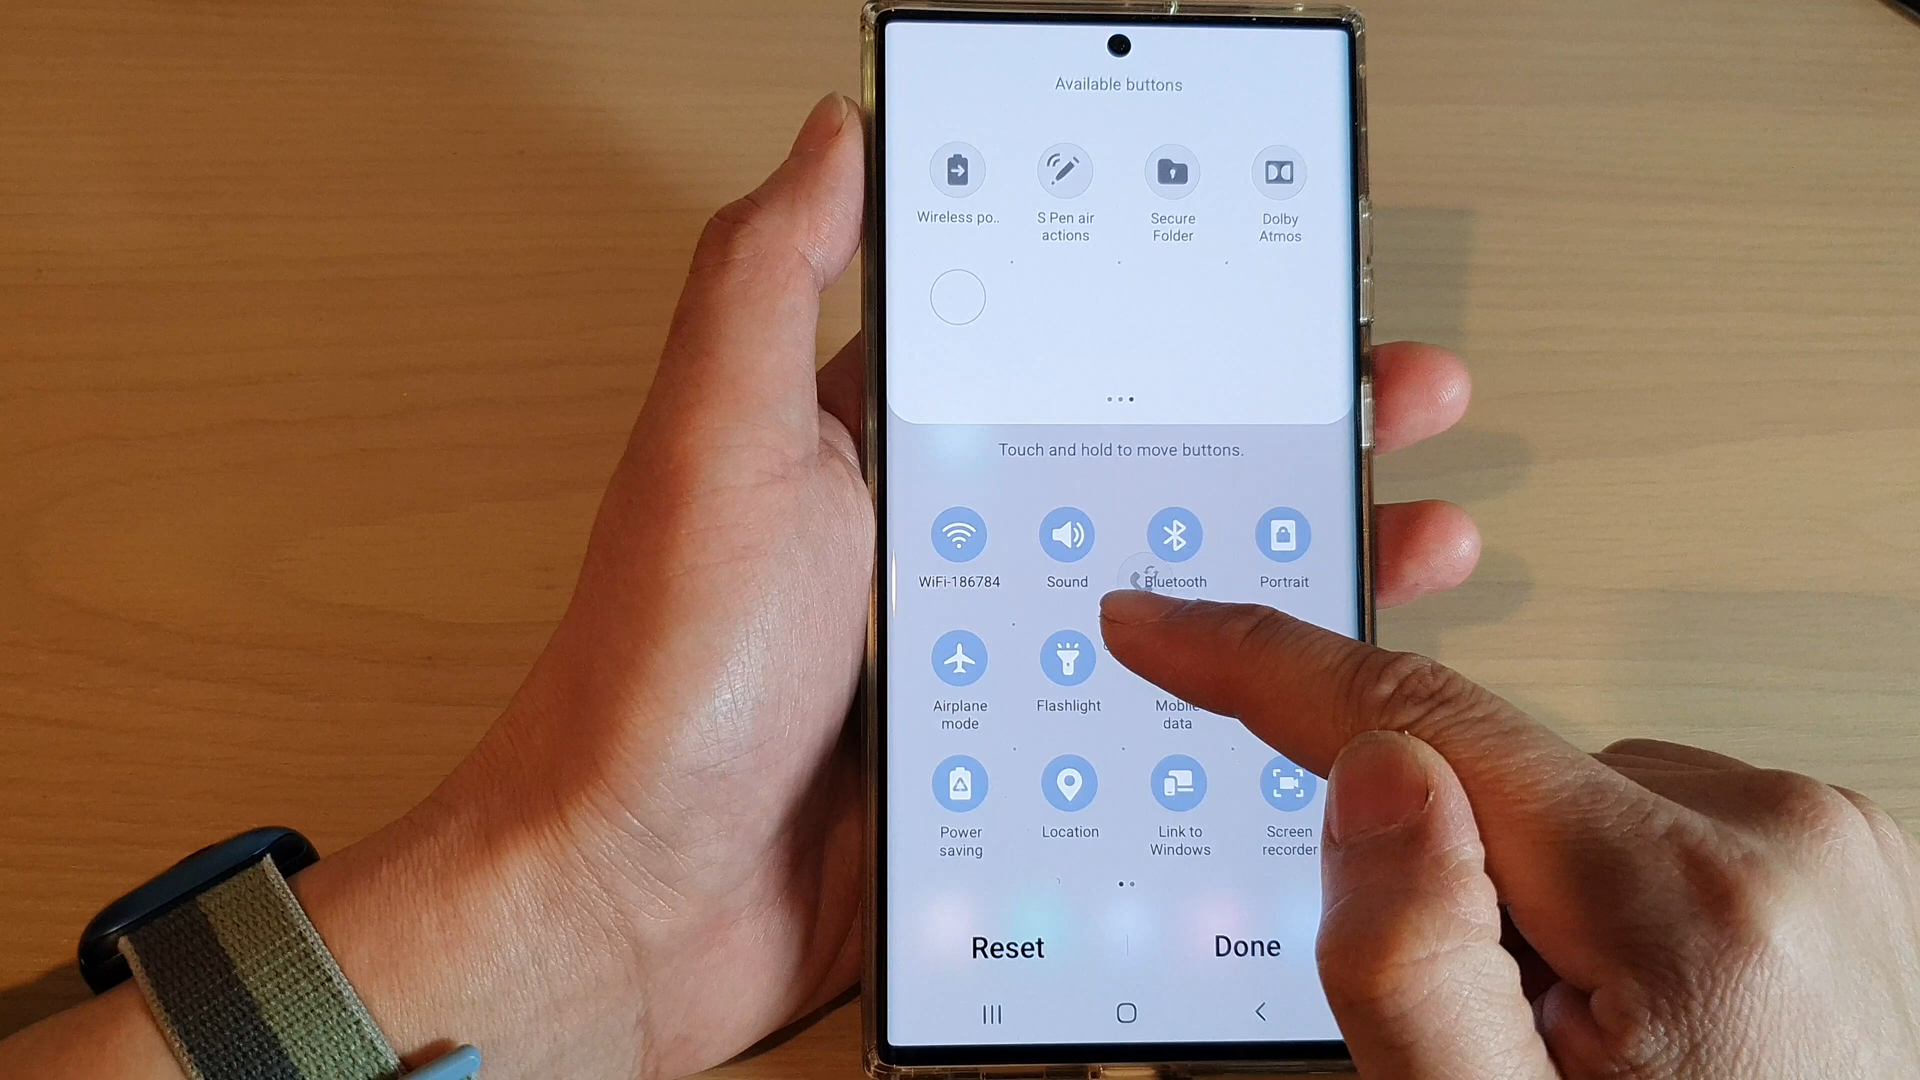 Available buttons
Wireless po..
S Pen air
actions
Secure
Folder
Dolby
Atmos
Touch and hold to move buttons.
WiFi-186784
Sound
Bluetooth
Portrait
Airplane
mode
Flashlight
Mobile
data
Power
saving
Location
Link to
Windows
Screen
recorder
Reset
Done